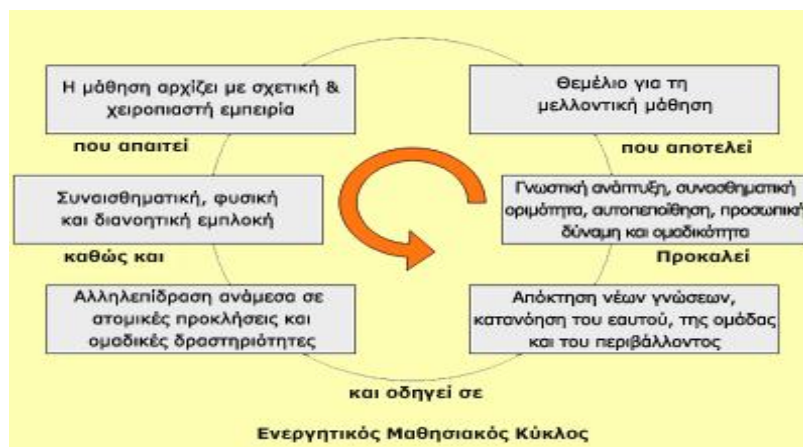 Η μάθηση αρχίζει με σχετική &
χειροπιαστή εμπειρία
που απαιτεί
Συναισθηματική, φυσική
και διανοητική εμπλοκή
καθώς και
Αλληλεπίδραση ανάμεσα σε
ατομικές προκλήσεις και
ομαδικές δραστηριότητες
και οδηγεί σε
Απόκτηση νέων γνώσεων,
κατανόηση του εαυτού, της ομάδας
και του περιβάλλοντος
Προκαλεί
Γνωστική ανάπτυξη, συνασθηματική
οριμότητα, αυτοπεποίθηση, προσωπική
δύναμη και ομαδικότητα
που αποτελεί
Θεμέλιο για τη
μελλοντική μάθηση
Ενεργητικός Μαθησιακός Κύκλος